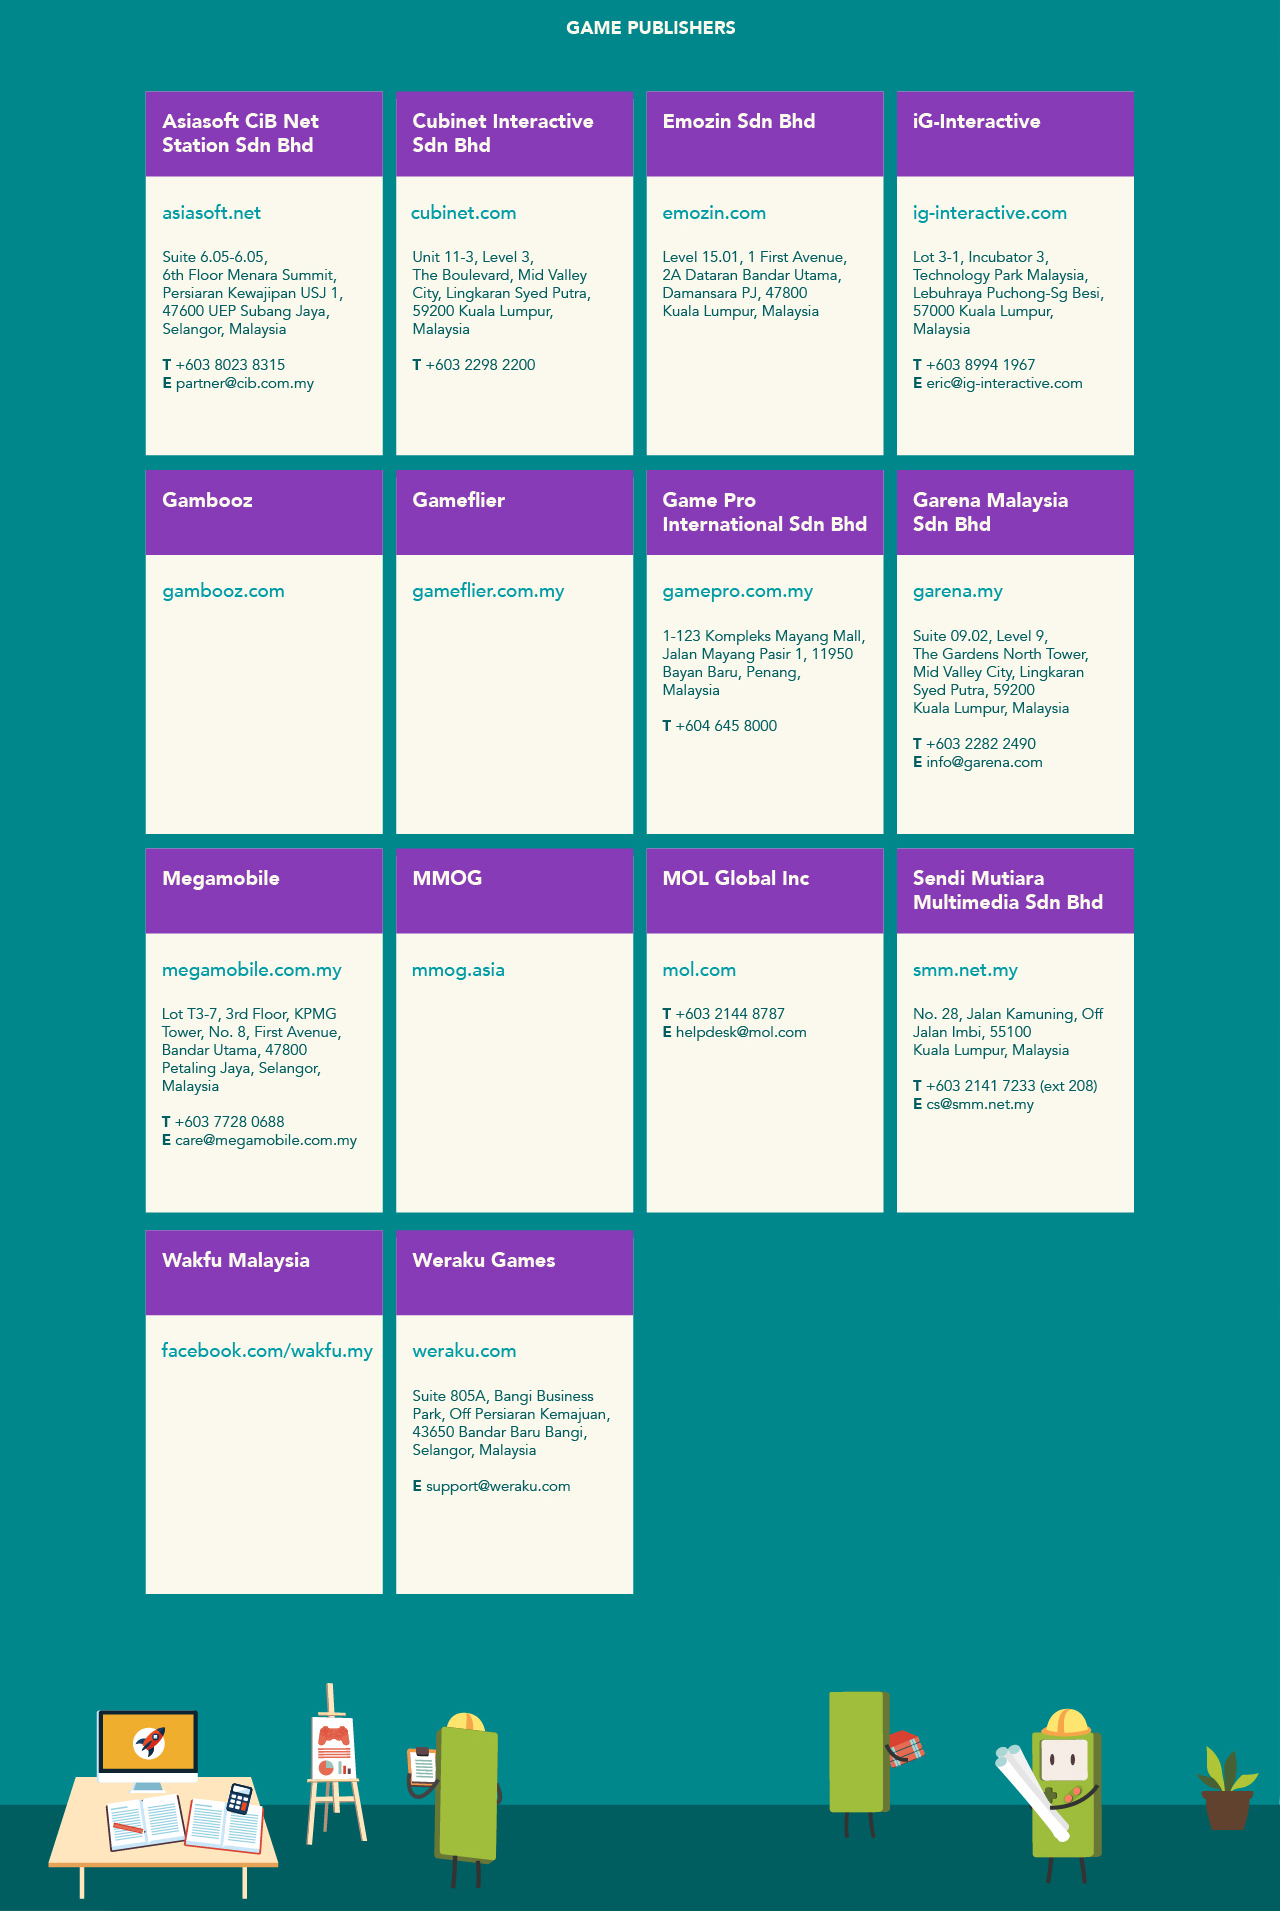 GAME PUBLISHERS
Asiasoft CiB Net
Station Sdn Bhd
asiasoft.net
Suite 6.05-6.05,
6th Floor Menara Summit,
Persiaran Kewajipan USJ 1,
47600 UEP Subang Jaya,
Selangor, Malaysia
T +603 8023 8315
E partner@cib.com.my
Cubinet Interactive
Sdn Bhd
cubinet.com
Unit 11-3, Level 3,
The Boulevard, Mid Valley
City, Lingkaran Syed Putra,
59200 Kuala Lumpur,
Malaysia
T +603 2298 2200
Emozin Sdn Bhd
emozin.com
Level 15.01, 1 First Avenue,
2A Dataran Bandar Utama,
Damansara PJ, 47800
Kuala Lumpur, Malaysia
iG-Interactive
ig-interactive.com
Lot 3-1, Incubator 3,
Technology Park Malaysia,
Lebuhraya Puchong-Sg Besi,
57000 Kuala Lumpur,
Malaysia
T +603 8994 1967
E eric@ig-interactive.com
Gambooz
gambooz.com
Gameflier
gameflier.com.my
Game Pro
International Sdn Bhd
gamepro.com.my
1-123 Kompleks Mayang Mall,
Jalan Mayang Pasir 1, 11950
Bayan Baru, Penang,
Malaysia
T +604 645 8000
Garena Malaysia
Sdn Bhd
garena.my
Suite 09.02, Level 9,
The Gardens North Tower,
Mid Valley City, Lingkaran
Syed Putra, 59200
Kuala Lumpur, Malaysia
T +603 2282 2490
E info@garena.com
Megamobile
megamobile.com.my
Lot T3-7, 3rd Floor, KPMG
Tower, No. 8, First Avenue,
Bandar Utama, 47800
Petaling Jaya, Selangor,
Malaysia
T +603 7728 0688
E care@megamobile.com.my
MMOG
mmog.asia
MOL Global Inc
mol.com
T +603 2144 8787
E helpdesk@mol.com
Sendi Mutiara
Multimedia Sdn Bhd
smm.net.my
No. 28, Jalan Kamuning, Off
Jalan Imbi, 55100
Kuala Lumpur, Malaysia
T +603 2141 7233 (ext 208)
E cs@smm.net.my
Wakfu Malaysia
facebook.com/wakfu.my
Weraku Games
weraku.com
Suite 805A, Bangi Business
Park, Off Persiaran Kemajuan,
43650 Bandar Baru Bangi,
Selangor, Malaysia
E support@weraku.com